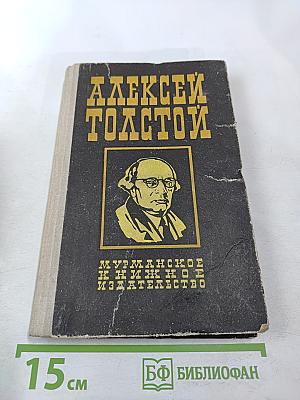 АЛЕКСЕЙ
ТОЛСТОЙ
МУРМАНСКОЕ
КНИЖНОЕ
ИЗДАТЕЛЬСТВО
15 см
БФ БИБЛИОФАН